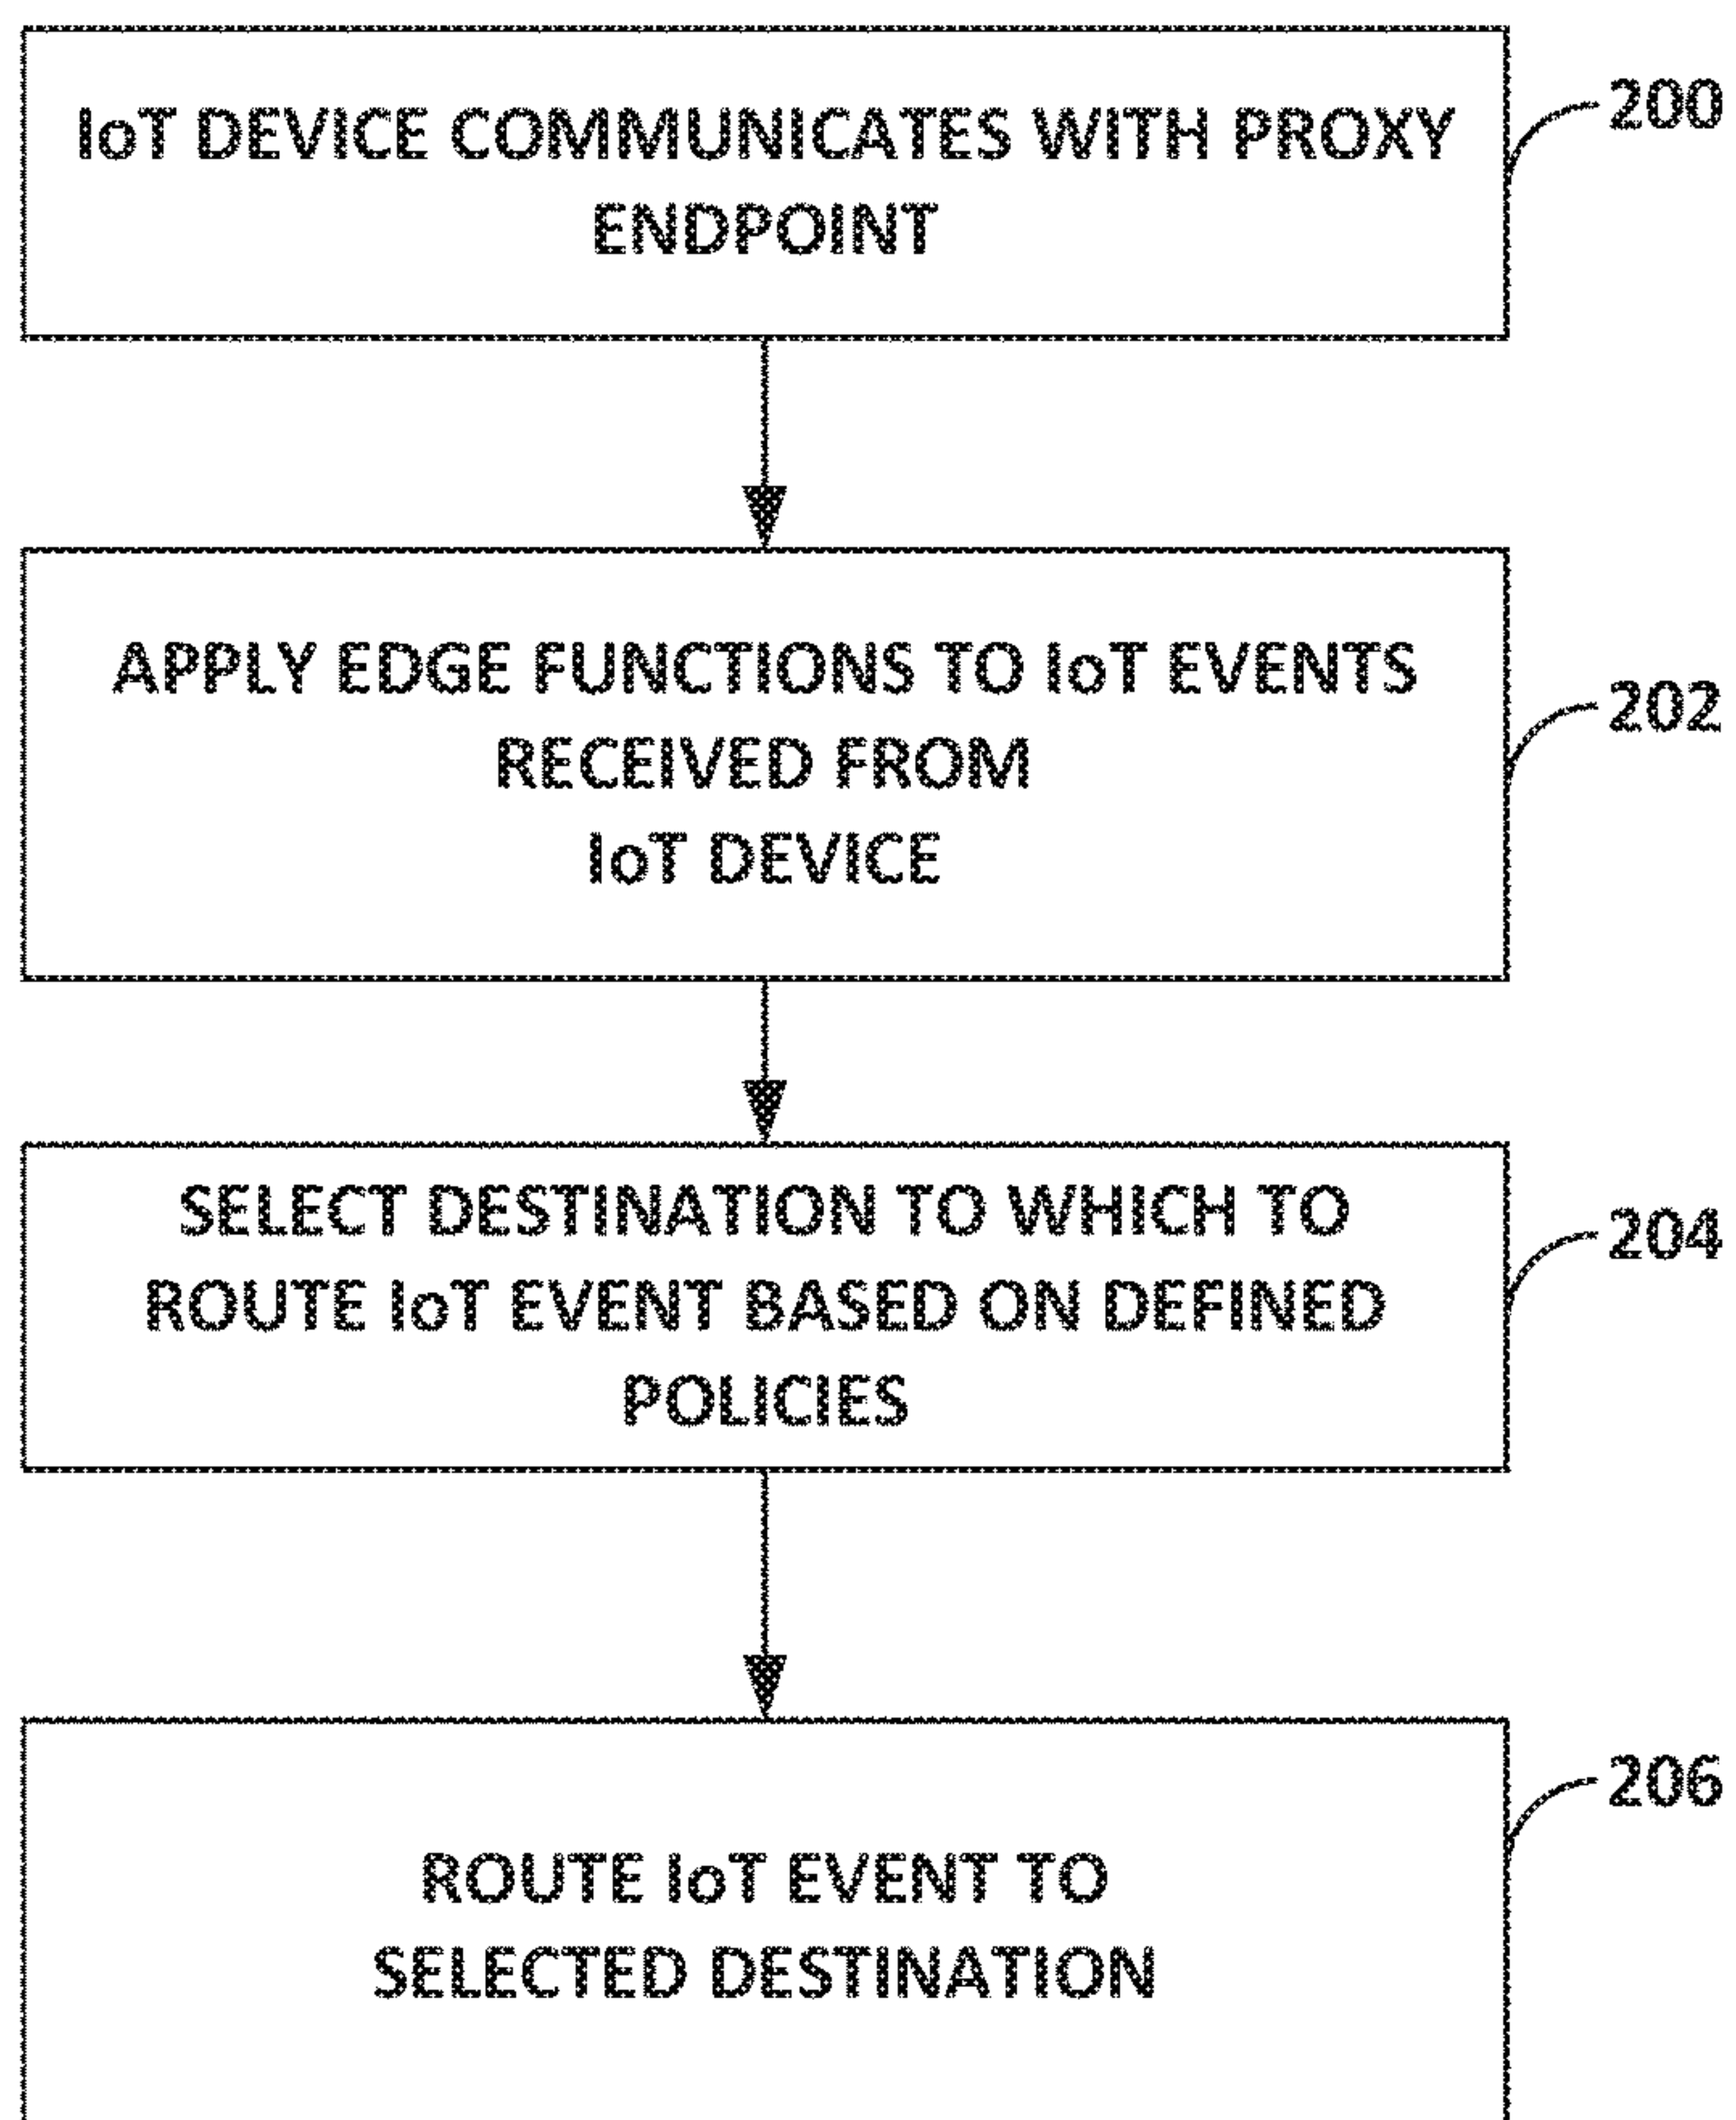 IoT DEVICE COMMUNICATES WITH PROXY
ENDPOINT
200
APPLY EDGE FUNCTIONS TO IoT EVENTS
RECEIVED FROM
IoT DEVICE
202
SELECT DESTINATION TO WHICH TO
ROUTE IoT EVENT BASED ON DEFINED
POLICIES
204
ROUTE IoT EVENT TO
SELECTED DESTINATION
206